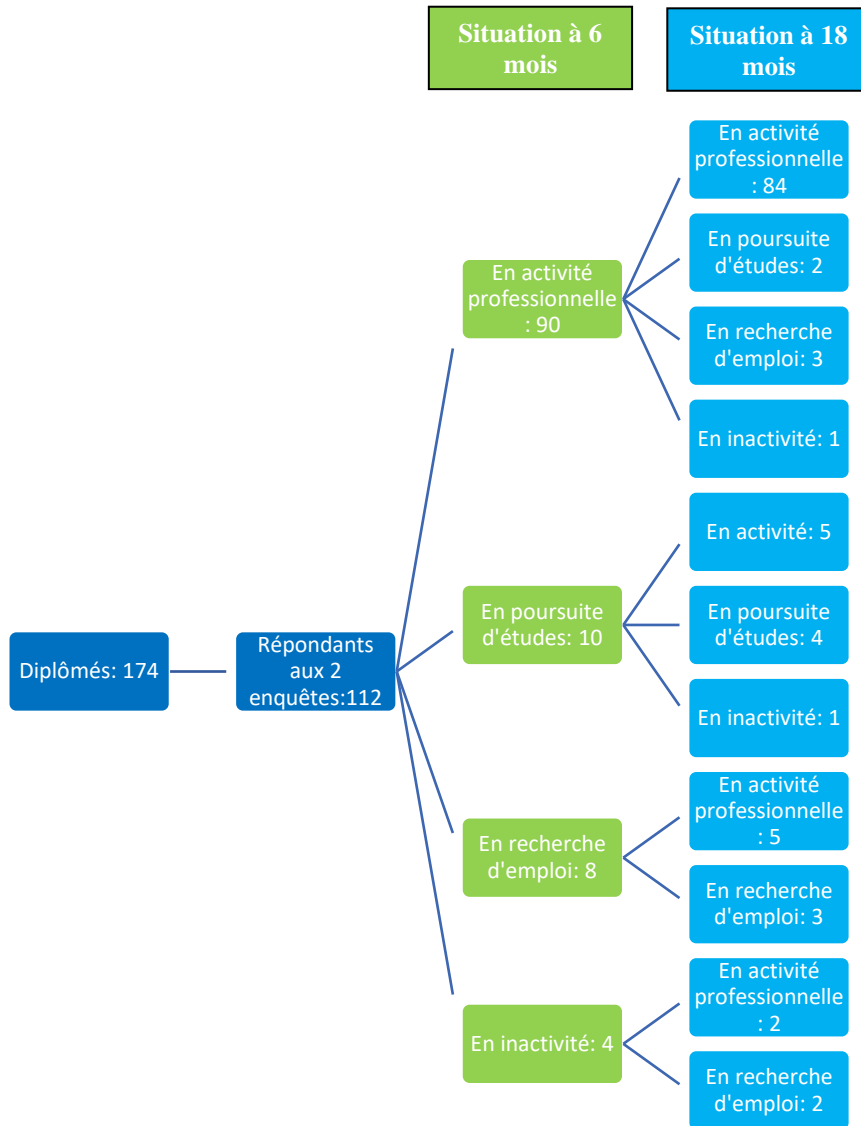 Situation à 6
mois
Situation à 18
mois
Diplômés: 174
Répondants
aux 2
enquêtes:112
En activité
professionnelle
: 90
En activité
professionnelle
: 84
En poursuite
d'études: 2
En recherche
d'emploi: 3
En inactivité: 1
En poursuite
d'études: 10
En activité: 5
En poursuite
d'études: 4
En inactivité: 1
En recherche
d'emploi: 8
En activité
professionnelle
: 5
En recherche
d'emploi: 3
En inactivité: 4
En activité
professionnelle
: 2
En recherche
d'emploi: 2